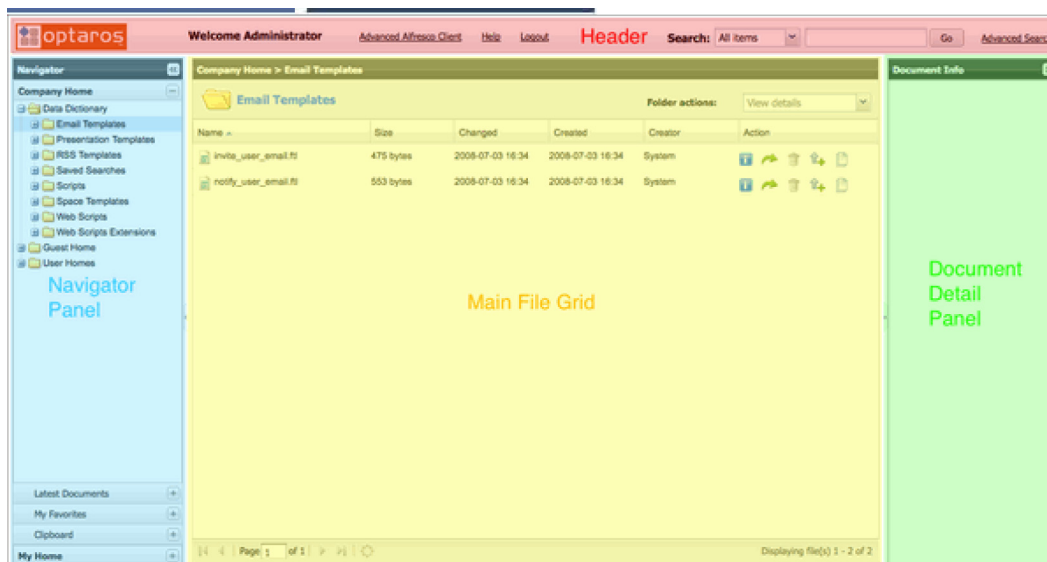 optaros Welcome Administrator Advanced Alfresco Client Help Logout Header Search: All items Go Advanced Searc
Navigator Company Home > Email Templates Document Info
Company Home
Data Dictionary
Email Templates
Presentation Templates
RSS Templates
Saved Searches
Scripts
Space Templates
Web Scripts
Web Scripts Extensions
Guest Home
User Homes
Navigator
Panel
Latest Documents
My Favorites
Clipboard
My Home
Email Templates Folder actions: View details
Name Size Changed Created Creator Action
invite_user_email.ftl 475 bytes 2008-07-03 16:34 2008-07-03 16:34 System
notify_user_email.ftl 553 bytes 2008-07-03 16:34 2008-07-03 16:34 System
Main File Grid
Page 1 of 1 Displaying file(s) 1 - 2 of 2
Document
Detail
Panel